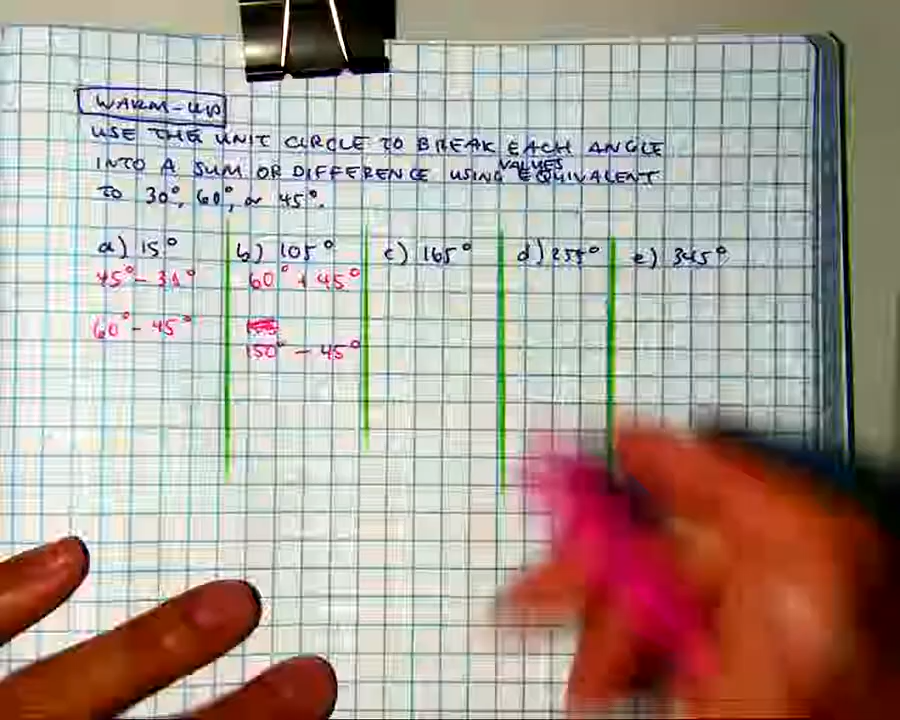 WARM-UP
USE THE UNIT CIRCLE TO BREAK EACH ANGLE
INTO A SUM OR DIFFERENCE USING VALUES EQUIVALENT
TO 30°, 60°, or 45°.
a) 15° b) 105° c) 165° d) 255° e) 345°
45° - 30° 60° + 45°
60° - 45°
150° - 45°